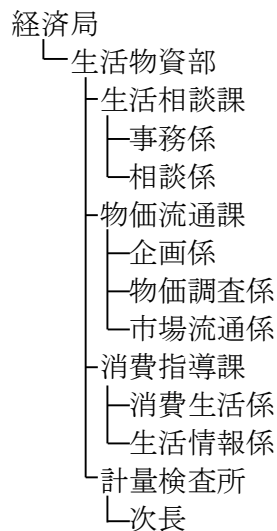 経済局
生活物資部
生活相談課
事務係
相談係
物価流通課
企画係
物価調査係
市場流通係
消費指導課
消費生活係
生活情報係
計量検査所
次長